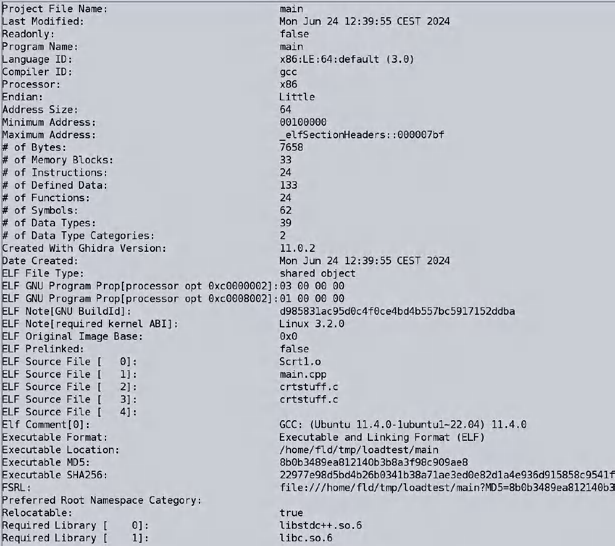 Project File Name: main
Last Modified: Mon Jun 24 12:39:55 CEST 2024
Readonly: false
Program Name: main
Language ID: x86:LE:64:default (3.0)
Compiler ID: gcc
Processor: x86
Endian: Little
Address Size: 64
Minimum Address: 00100000
Maximum Address: _elfSectionHeaders::000007bf
# of Bytes: 7658
# of Memory Blocks: 33
# of Instructions: 24
# of Defined Data: 133
# of Functions: 24
# of Symbols: 62
# of Data Types: 39
# of Data Type Categories: 2
Created With Ghidra Version: 11.0.2
Date Created: Mon Jun 24 12:39:55 CEST 2024
ELF File Type: shared object
ELF GNU Program Prop[processor opt 0xc0000002]:03 00 00 00
ELF GNU Program Prop[processor opt 0xc0008002]:01 00 00 00
ELF Note[GNU BuildId]: d985831ac95d0c4f0ce4bd4b557bc5917152ddba
ELF Note[required kernel ABI]: Linux 3.2.0
ELF Original Image Base: 0x0
ELF Prelinked: false
ELF Source File [ 0]: Scrt1.o
ELF Source File [ 1]: main.cpp
ELF Source File [ 2]: crtstuff.c
ELF Source File [ 3]: crtstuff.c
ELF Source File [ 4]:
Elf Comment[0]: GCC: (Ubuntu 11.4.0-1ubuntu1~22.04) 11.4.0
Executable Format: Executable and Linking Format (ELF)
Executable Location: /home/fld/tmp/loadtest/main
Executable MD5: 8b0b3489ea812140b3b8a3f98c909ae8
Executable SHA256: 22977e98d5bd4b26b0341b38a71ae3ed0e82d1a4e936d915858c9541f
FSRL: file:///home/fld/tmp/loadtest/main?MD5=8b0b3489ea812140b3
Preferred Root Namespace Category:
Relocatable: true
Required Library [ 0]: libstdc++.so.6
Required Library [ 1]: libc.so.6